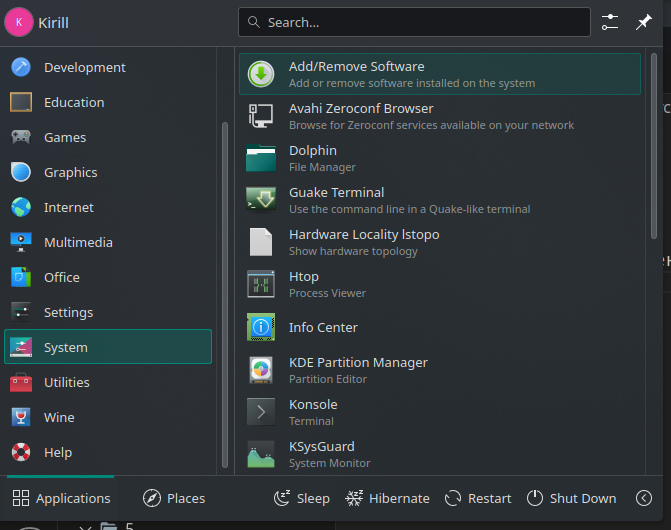 K
Kirill
Search...
Development
Education
Games
Graphics
Internet
Multimedia
Office
Settings
System
Utilities
Wine
Help
Add/Remove Software
Add or remove software installed on the system
Avahi Zeroconf Browser
Browse for Zeroconf services available on your network
Dolphin
File Manager
Guake Terminal
Use the command line in a Quake-like terminal
Hardware Locality lstopo
Show hardware topology
Htop
Process Viewer
Info Center
KDE Partition Manager
Partition Editor
Konsole
Terminal
KSysGuard
System Monitor
Applications
Places
Sleep
Hibernate
Restart
Shut Down
5